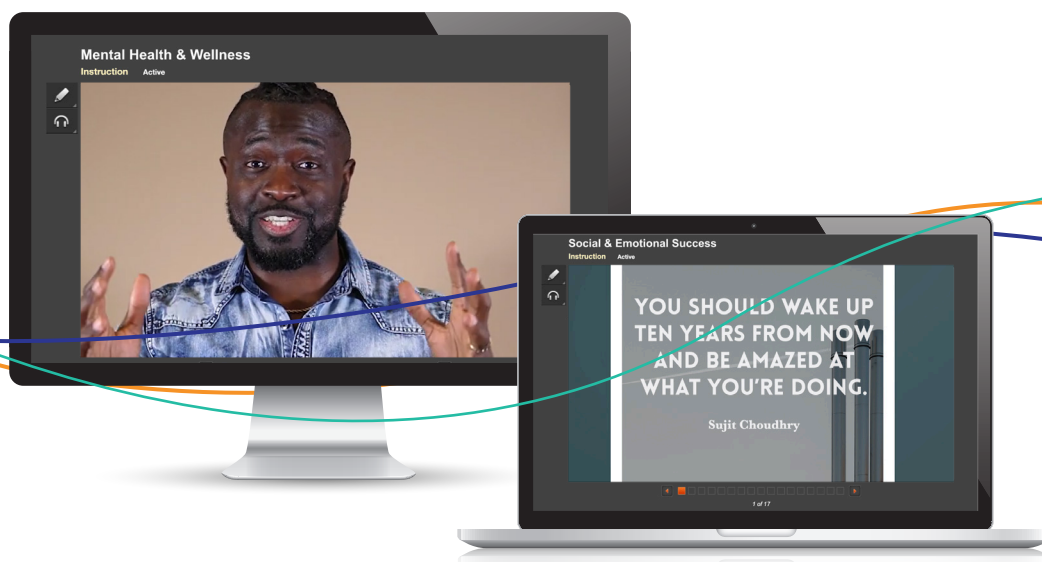 Mental Health & Wellness
Instruction Active
Social & Emotional Success
Instruction Active
YOU SHOULD WAKE UP
TEN YEARS FROM NOW
AND BE AMAZED AT
WHAT YOU'RE DOING.
Sujit Choudhry
1 of 17